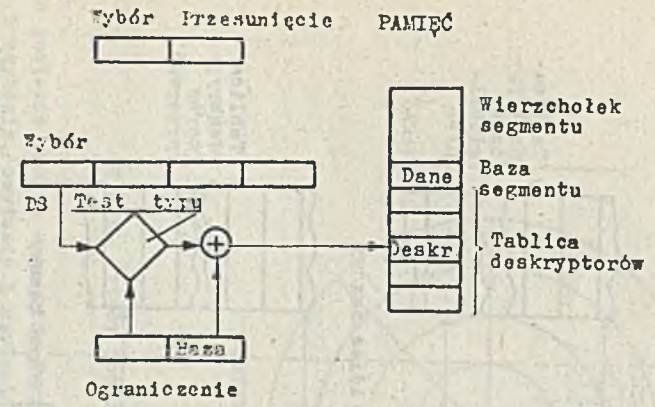 Wybór Przesunięcie PAMIĘĆ
Wierzchołek
segmentu
Wybór
Dane
Baza
segmentu
DS Test typu
Deskr
Tablica
deskryptorów
Baza
Ograniczenie